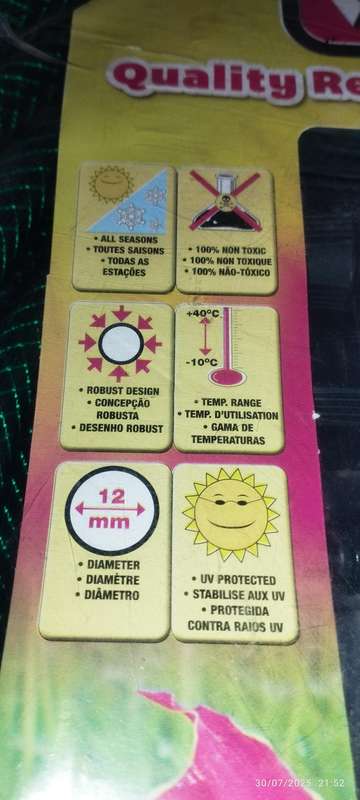 Quality Re
• ALL SEASONS
• TOUTES SAISONS
• TODAS AS
ESTAÇÕES
• 100% NON TOXIC
• 100% NON TOXIQUE
• 100% NÃO-TÓXICO
• ROBUST DESIGN
• CONCEPÇÃO
ROBUSTA
• DESENHO ROBUST
+40ºC
-10ºC
• TEMP. RANGE
• TEMP. D'UTILISATION
• GAMA DE
TEMPERATURAS
12
mm
• DIAMETER
• DIAMÈTRE
• DIÂMETRO
• UV PROTECTED
• STABILISE AUX UV
• PROTEGIDA
CONTRA RAIOS UV
30/07/2025 21:52